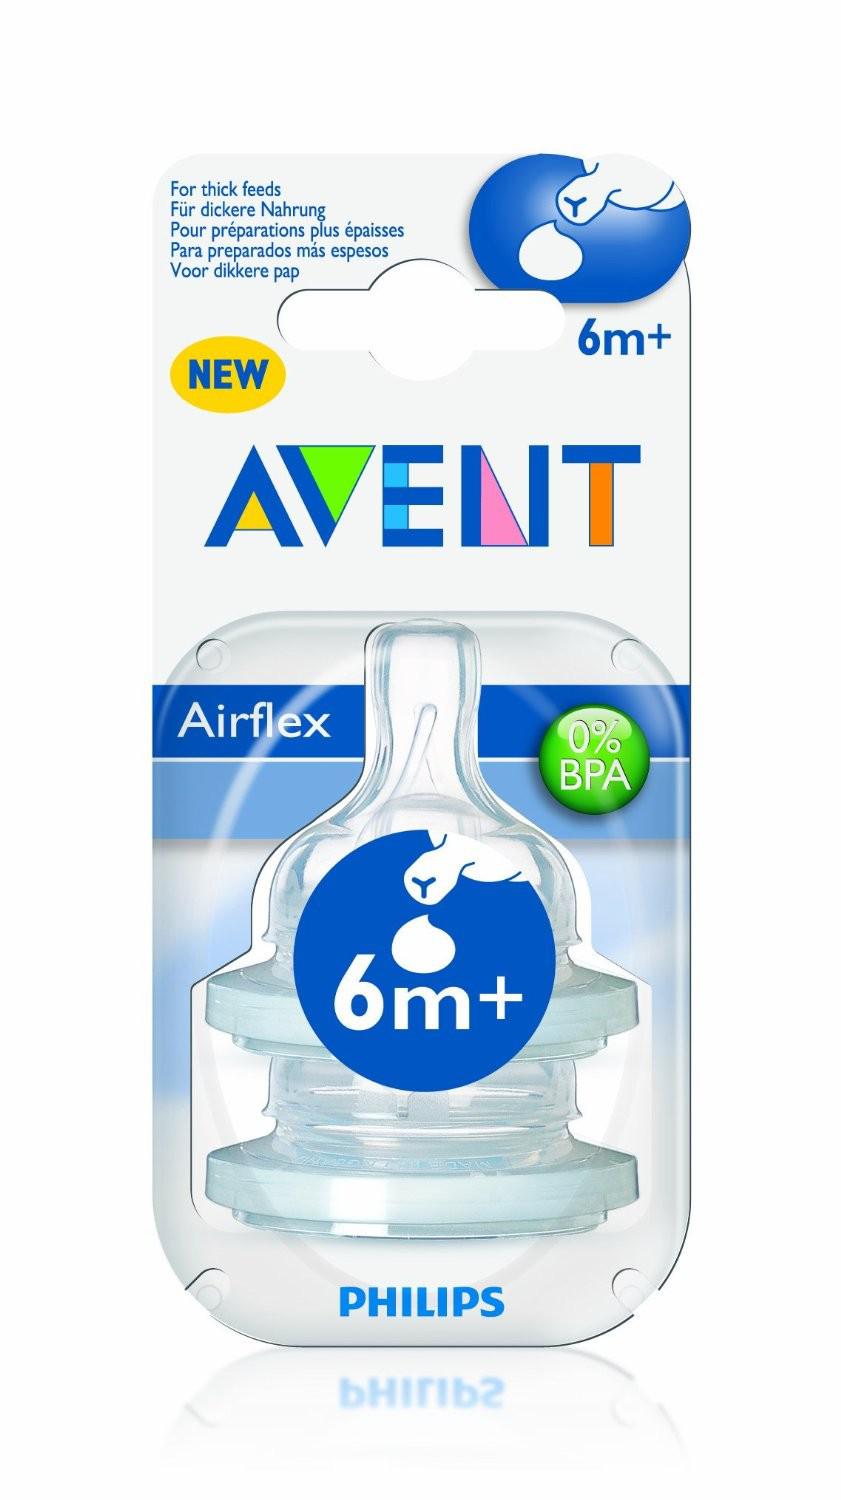 For thick feeds
Für dickere Nahrung
Pour préparations plus épaisses
Para preparados más espesos
Voor dikkere pap
6m+
NEW
AVENT
Airflex
0%
BPA
6m+
PHILIPS